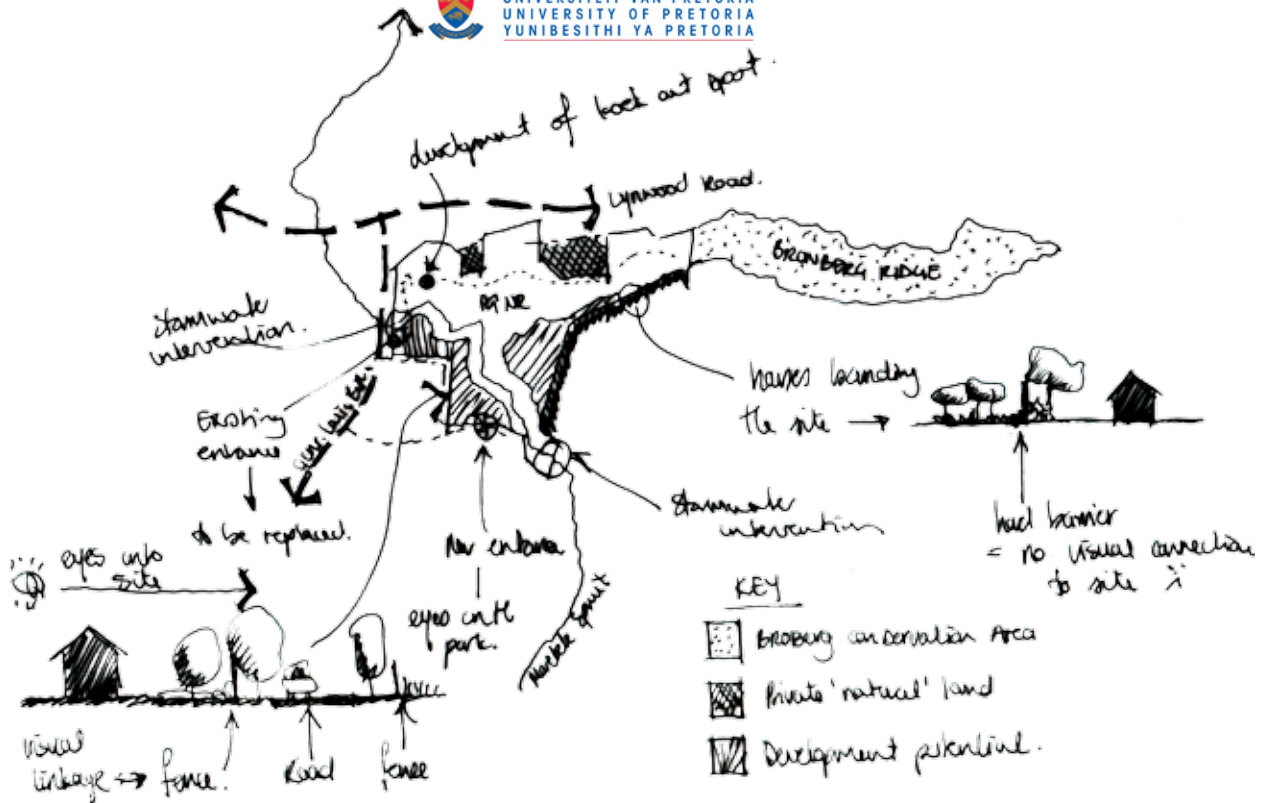 UNIVERSITEIT VAN PRETORIA
UNIVERSITY OF PRETORIA
YUNIBESITHI YA PRETORIA
development of look out spot.
Lynwood Road.
BRONBERG RIDGE
stormwater
intervention.
Existing
entrance
to be replaced.
houses bounding
the site
stormwater
intervention
hard barrier
= no visual connection
to site
New entrance
eyes onto
park.
eyes into
site
KEY
BROBERG conservation Area
Private 'natural' land
Development potential.
visual
linkage
fence.
Road
fence
Spruit